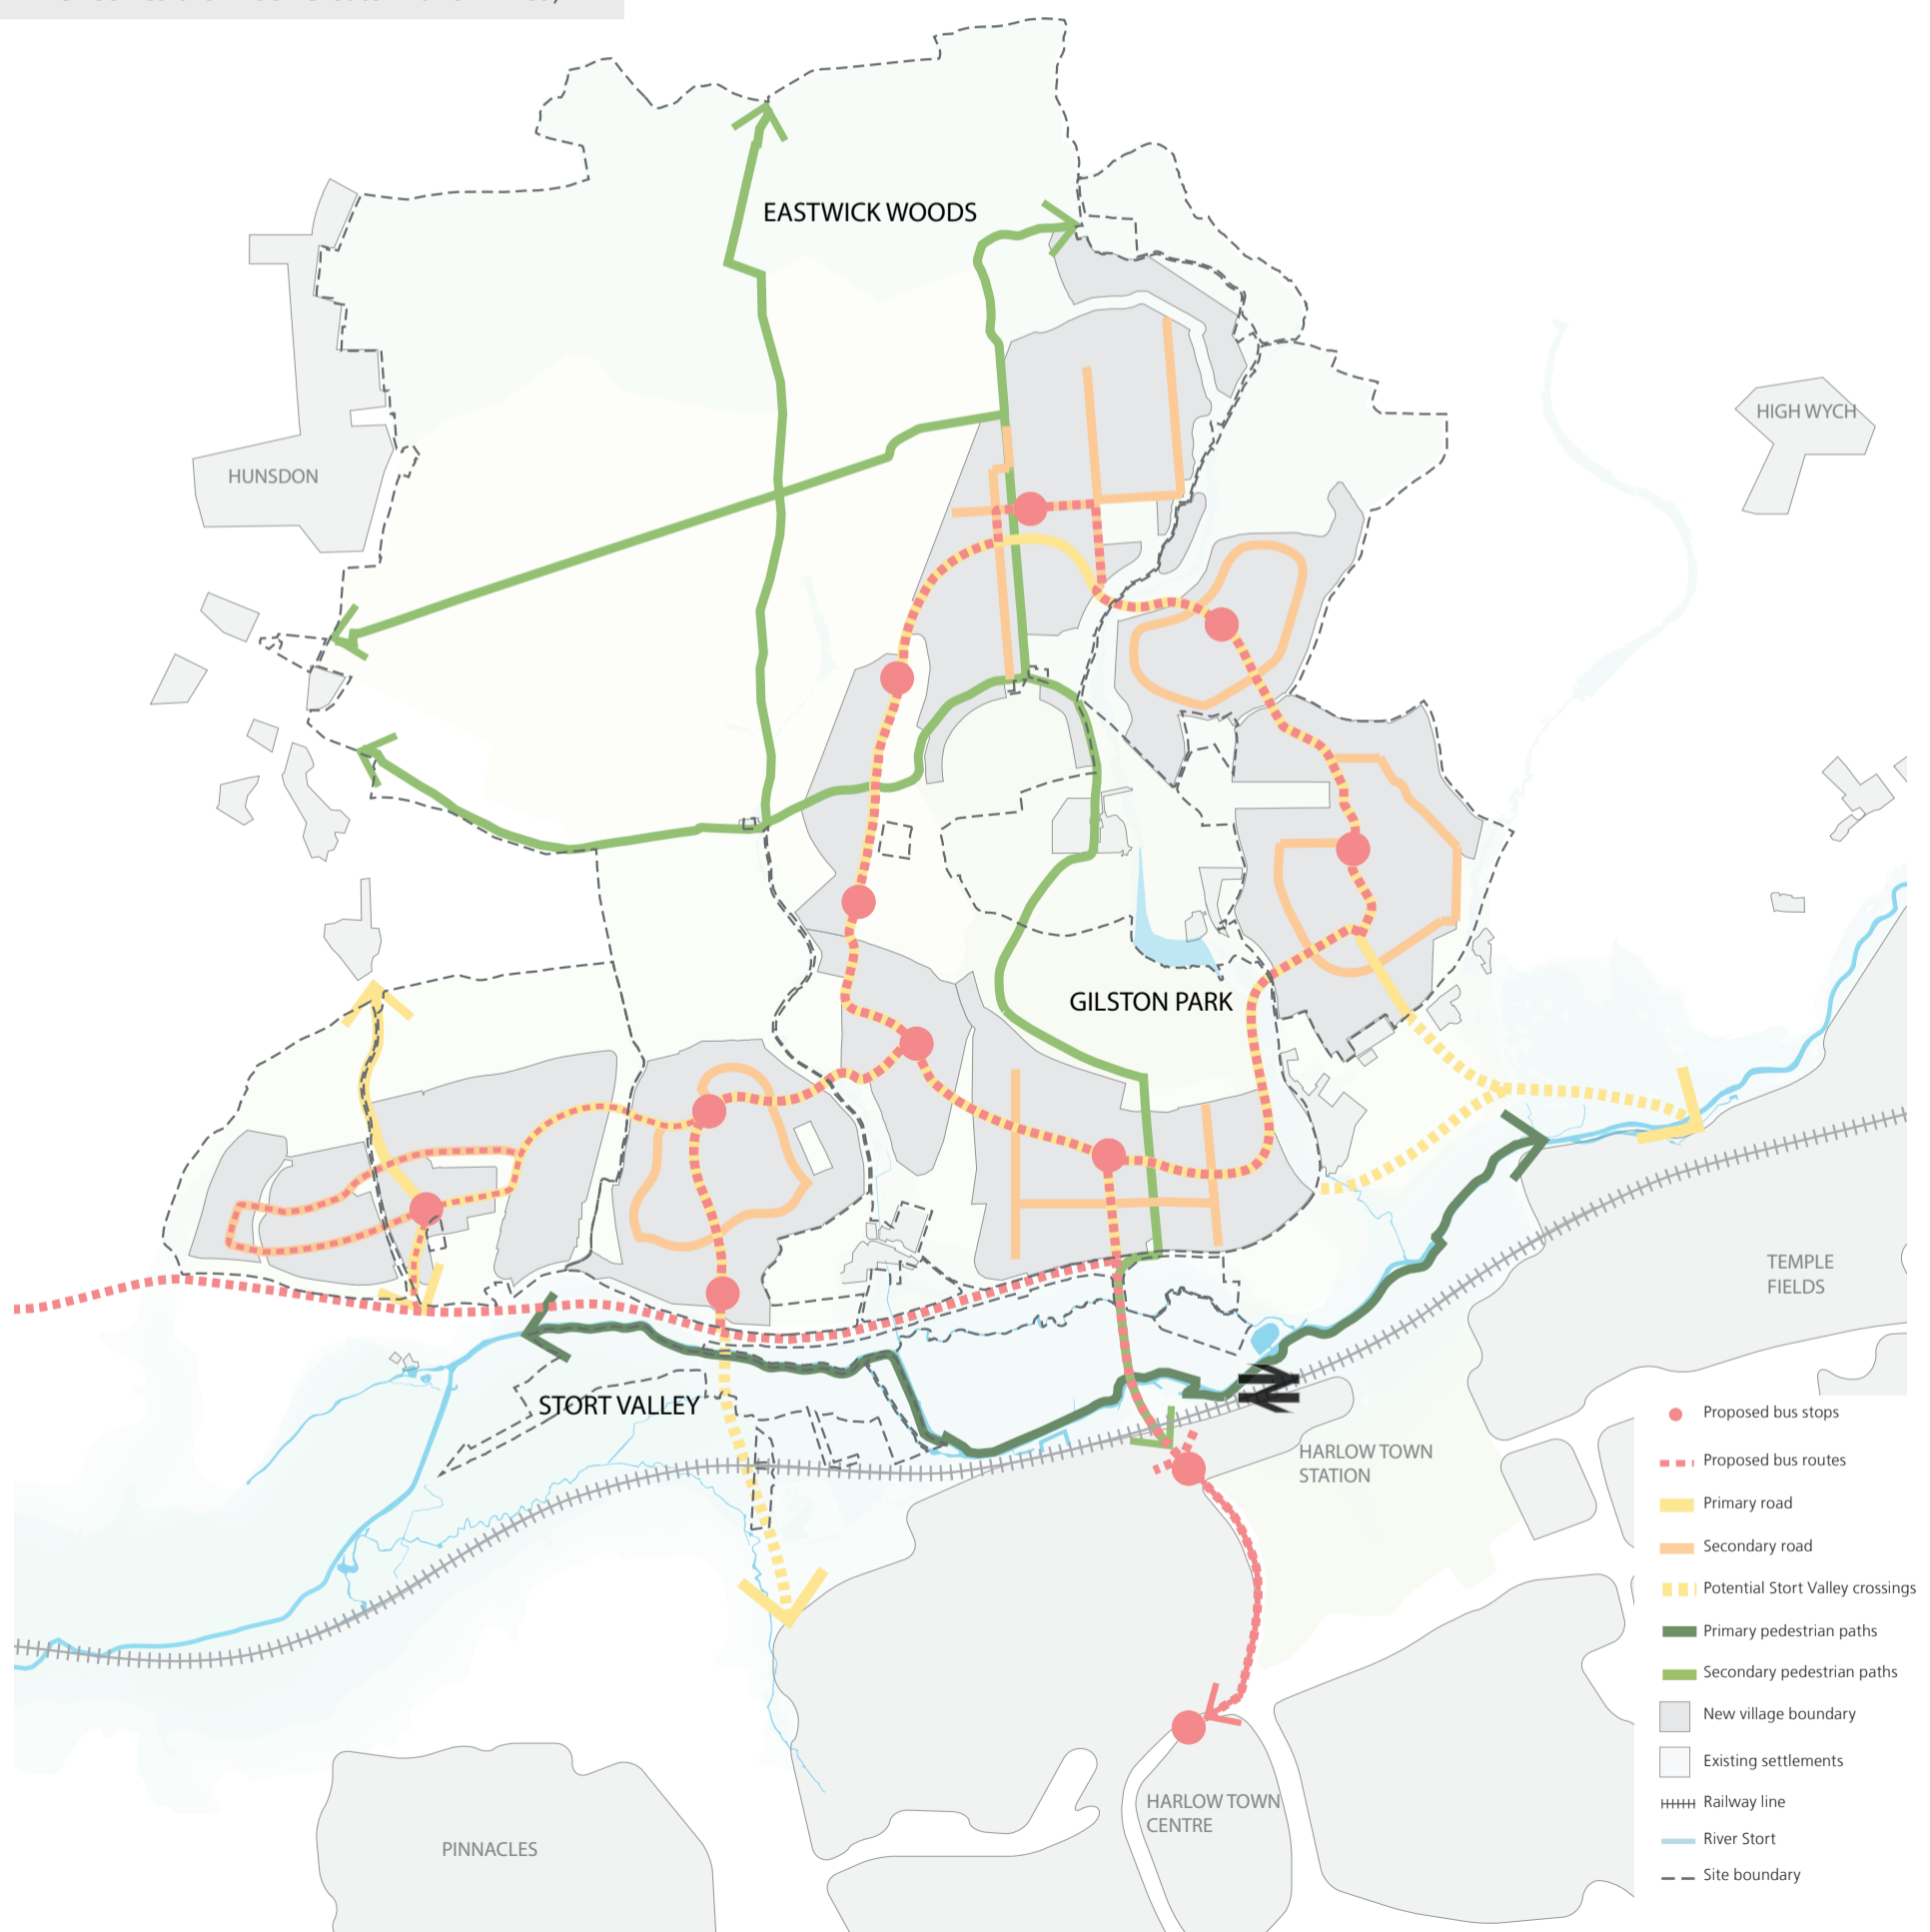 EASTWICK WOODS
HIGH WYCH
HUNSDON
GILSTON PARK
TEMPLE
FIELDS
STORT VALLEY
HARLOW TOWN
STATION
HARLOW TOWN
CENTRE
PINNACLES
Proposed bus stops
Proposed bus routes
Primary road
Secondary road
Potential Stort Valley crossings
Primary pedestrian paths
Secondary pedestrian paths
New village boundary
Existing settlements
Railway line
River Stort
Site boundary